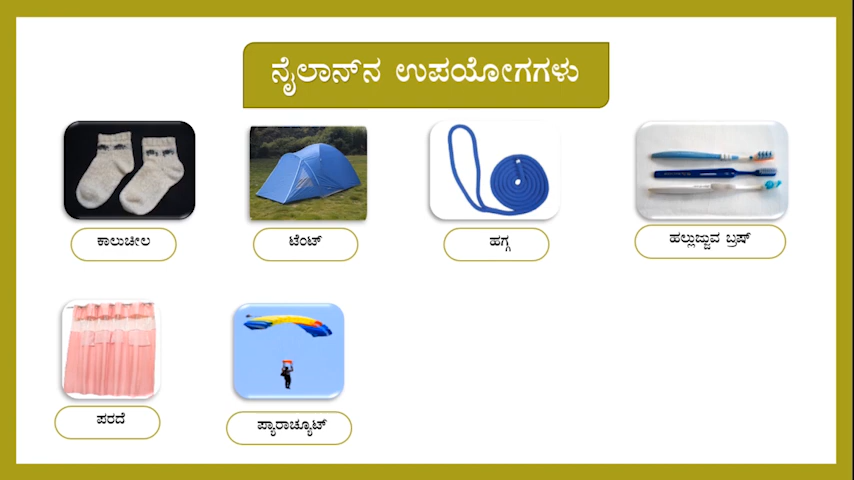 ನೈಲಾನ್‌ನ ಉಪಯೋಗಗಳು
ಕಾಲುಚೀಲ
ಟೆಂಟ್
ಹಗ್ಗ
ಹಲ್ಲುಜ್ಜುವ ಬ್ರಷ್
ಪರದೆ
ಪ್ಯಾರಾಚ್ಯೂಟ್